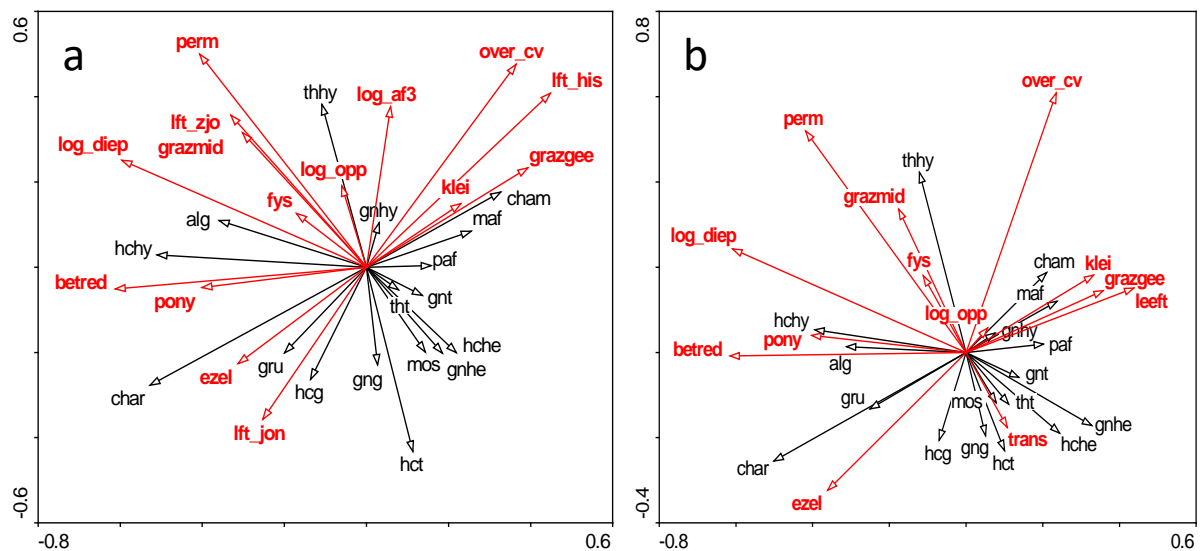 a
0.6
-0.6
-0.8
0.6
perm
over_cv
lft_his
thhy
log_af3
lft_zjo
grazmid
log_diep
log_opp
grazgee
fys
klei
cham
alg
gnhy
maf
hchy
paf
betred
pony
gnt
tht
hche
gru
mos
gnhe
ezel
hcg
gng
char
lft_jon
hct
b
0.8
-0.4
-0.8
0.6
over_cv
perm
thhy
grazmid
log_diep
fys
cham
klei
grazgee
maf
leeft
log_opp
hchy
gnhy
pony
paf
betred
alg
gnt
gru
mos
tht
gnhe
trans
hcg
gng
hche
hct
char
ezel